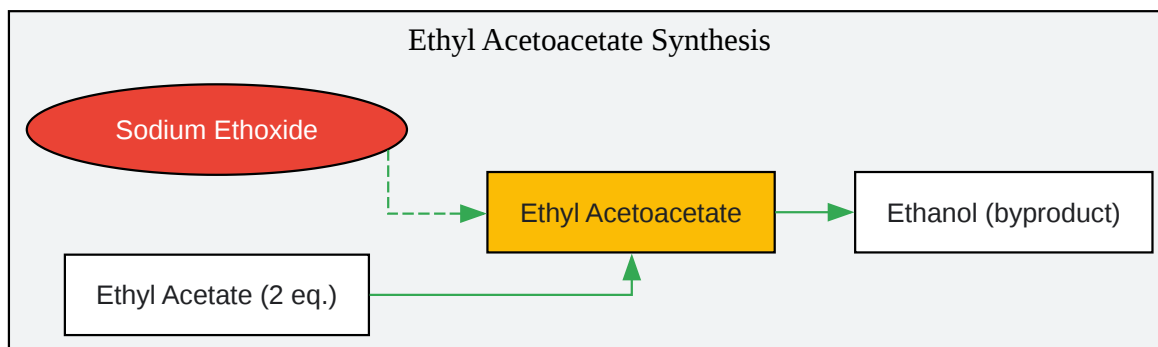 Ethyl Acetoacetate Synthesis
Sodium Ethoxide
Ethyl Acetoacetate
Ethanol (byproduct)
Ethyl Acetate (2 eq.)